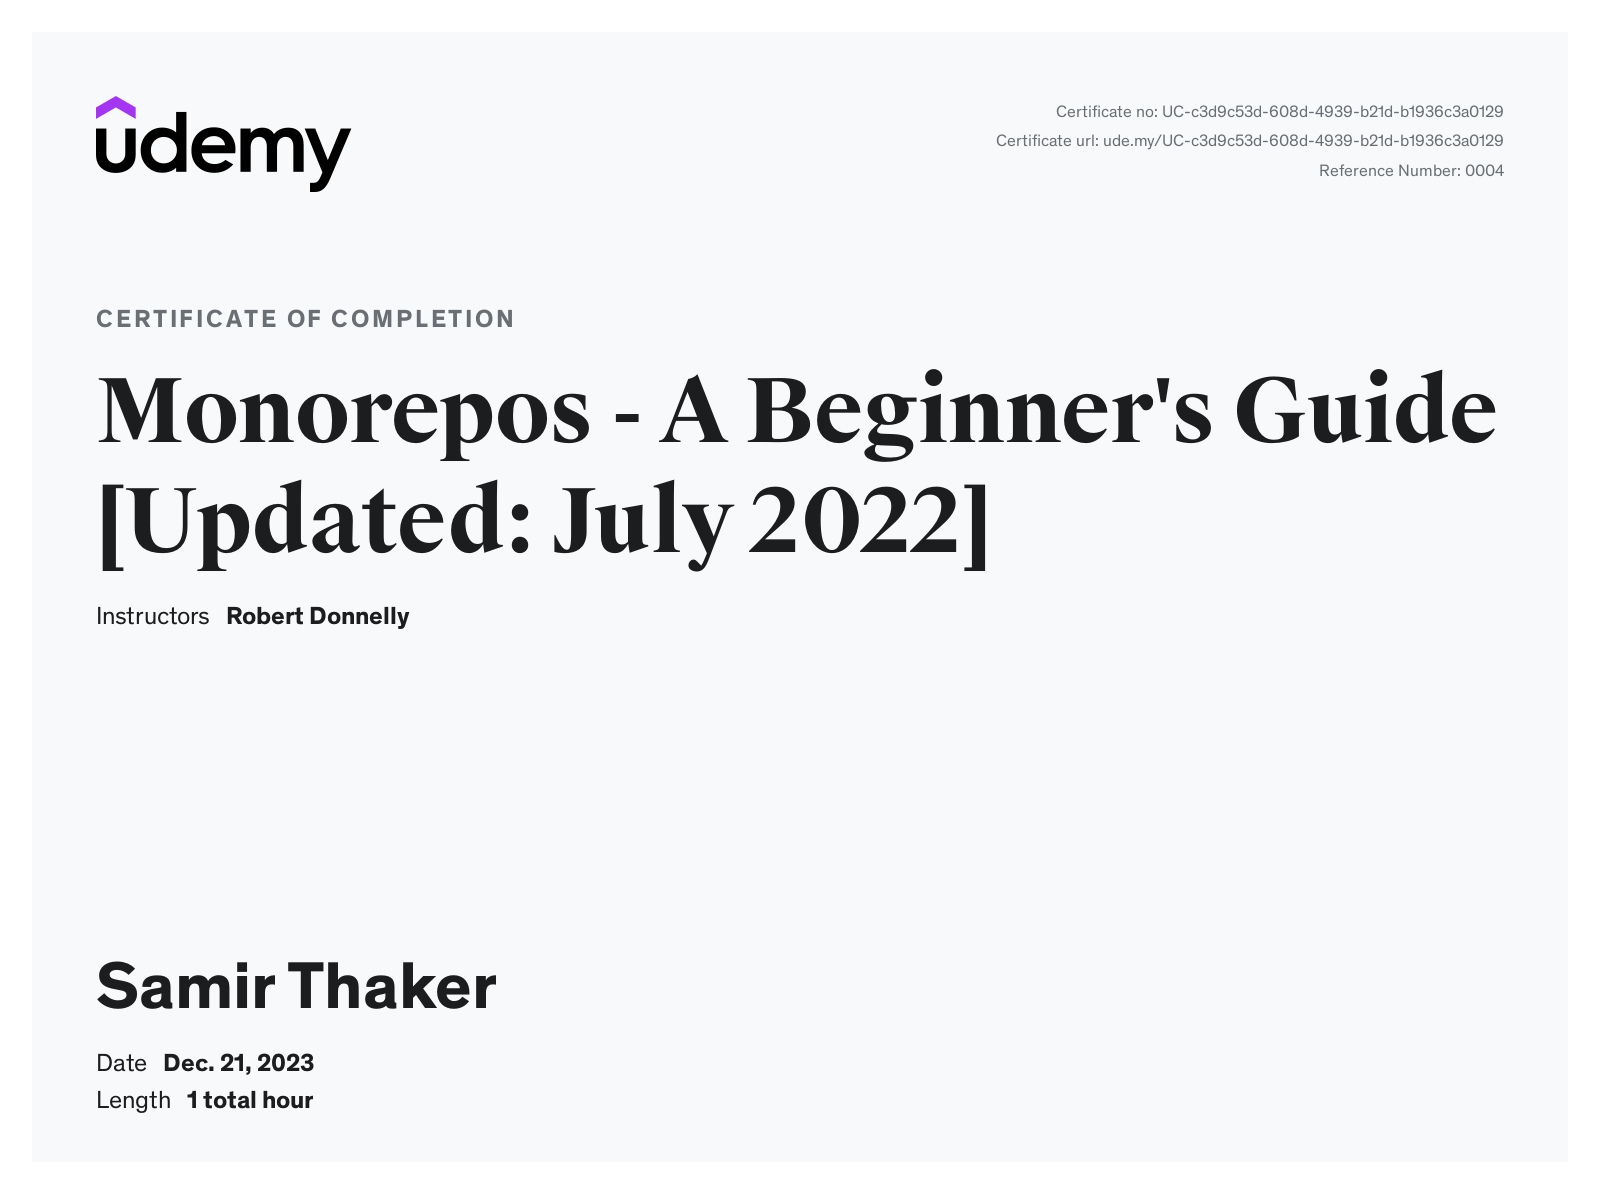 udemy
Certificate no: UC-c3d9c53d-608d-4939-b21d-b1936c3a0129
Certificate url: ude.my/UC-c3d9c53d-608d-4939-b21d-b1936c3a0129
Reference Number: 0004
CERTIFICATE OF COMPLETION
Monorepos - A Beginner's Guide
[Updated: July 2022]
Instructors Robert Donnelly
Samir Thaker
Date Dec. 21, 2023
Length 1 total hour